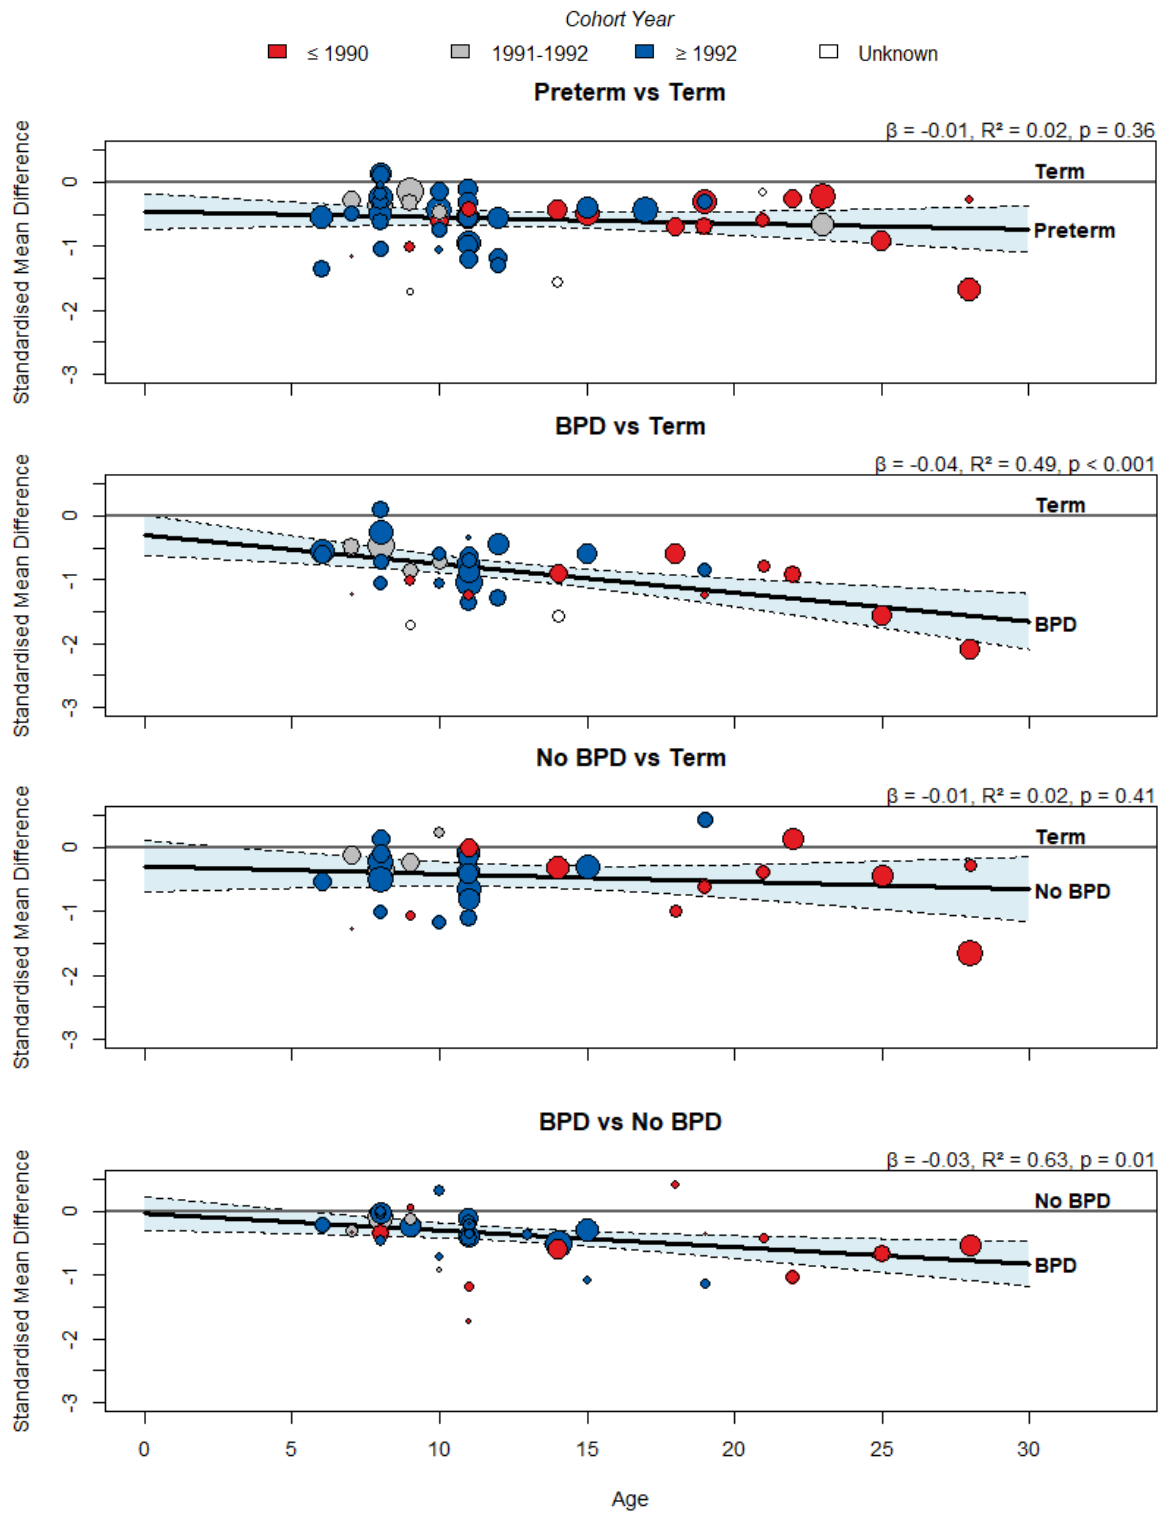 Cohort Year
≤ 1990 1991-1992 ≥ 1992 Unknown
Preterm vs Term
β = -0.01, R² = 0.02, p = 0.36
Standardised Mean Difference
0
-1
-2
-3
Term
Preterm
BPD vs Term
β = -0.04, R² = 0.49, p < 0.001
Standardised Mean Difference
0
-1
-2
-3
Term
BPD
No BPD vs Term
β = -0.01, R² = 0.02, p = 0.41
Standardised Mean Difference
0
-1
-2
-3
Term
No BPD
BPD vs No BPD
β = -0.03, R² = 0.63, p = 0.01
Standardised Mean Difference
0
-1
-2
-3
No BPD
BPD
0 5 10 15 20 25 30
Age